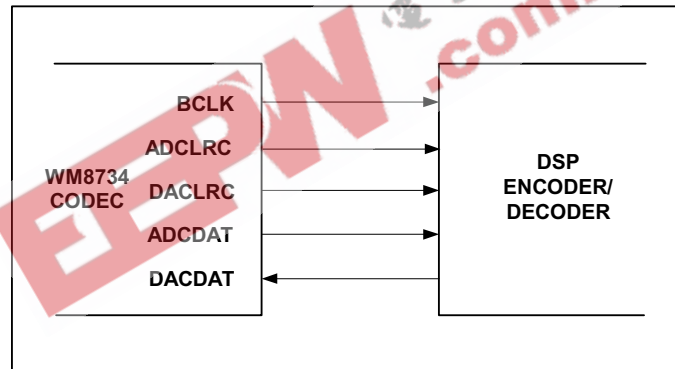 BCLK
ADCLRC
WM8734
CODEC
DACLRC
ADCDAT
DACDAT
DSP
ENCODER/
DECODER
EEPW
.com